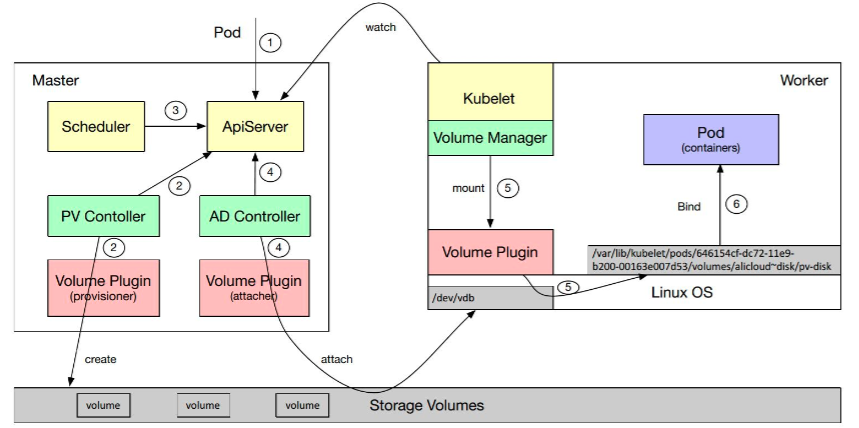 Pod
1
watch
Master
Worker
Scheduler
3
ApiServer
Kubelet
Volume Manager
Pod
(containers)
2
4
mount
5
Bind
6
PV Contoller
AD Controller
2
4
Volume Plugin
(provisioner)
Volume Plugin
(attacher)
Volume Plugin
/var/lib/kubelet/pods/646154cf-dc72-11e9-
b200-00163e007d53/volumes/alicloud~disk/pv-disk
5
/dev/vdb
Linux OS
create
attach
volume
volume
volume
Storage Volumes